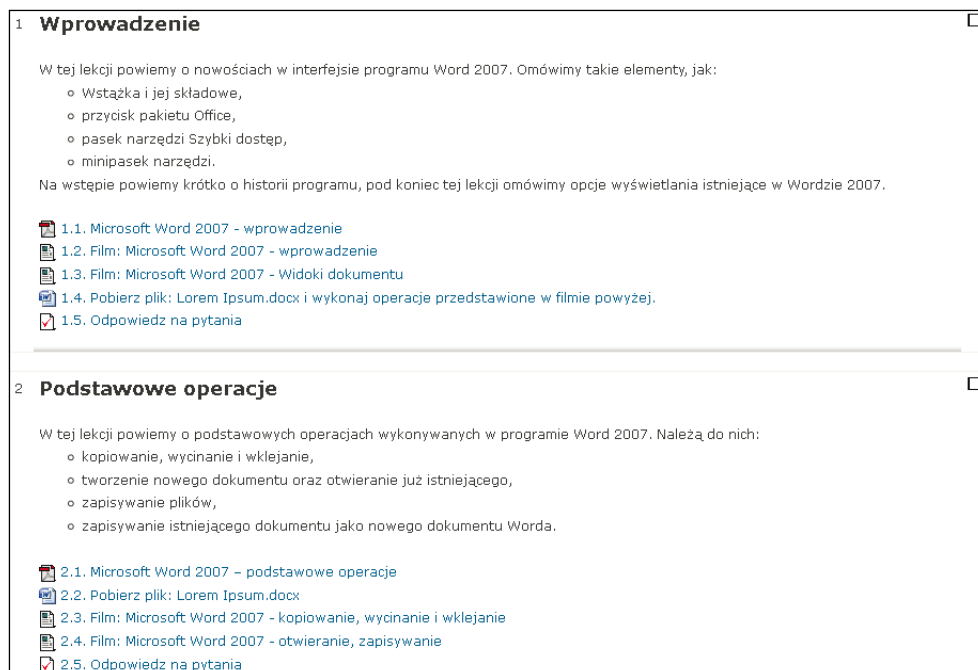 1 Wprowadzenie
W tej lekcji powiemy o nowościach w interfejsie programu Word 2007. Omówimy takie elementy, jak:
Wstążka i jej składowe,
przycisk pakietu Office,
pasek narzędzi Szybki dostęp,
minipasek narzędzi.
Na wstępie powiemy krótko o historii programu, pod koniec tej lekcji omówimy opcje wyświetlania istniejące w Wordzie 2007.
1.1. Microsoft Word 2007 - wprowadzenie
1.2. Film: Microsoft Word 2007 - wprowadzenie
1.3. Film: Microsoft Word 2007 - Widoki dokumentu
1.4. Pobierz plik: Lorem Ipsum.docx i wykonaj operacje przedstawione w filmie powyżej.
1.5. Odpowiedz na pytania
2 Podstawowe operacje
W tej lekcji powiemy o podstawowych operacjach wykonywanych w programie Word 2007. Należą do nich:
kopiowanie, wycinanie i wklejanie,
tworzenie nowego dokumentu oraz otwieranie już istniejącego,
zapisywanie plików,
zapisywanie istniejącego dokumentu jako nowego dokumentu Worda.
2.1. Microsoft Word 2007 – podstawowe operacje
2.2. Pobierz plik: Lorem Ipsum.docx
2.3. Film: Microsoft Word 2007 - kopiowanie, wycinanie i wklejanie
2.4. Film: Microsoft Word 2007 - otwieranie, zapisywanie
2.5. Odpowiedz na pytania